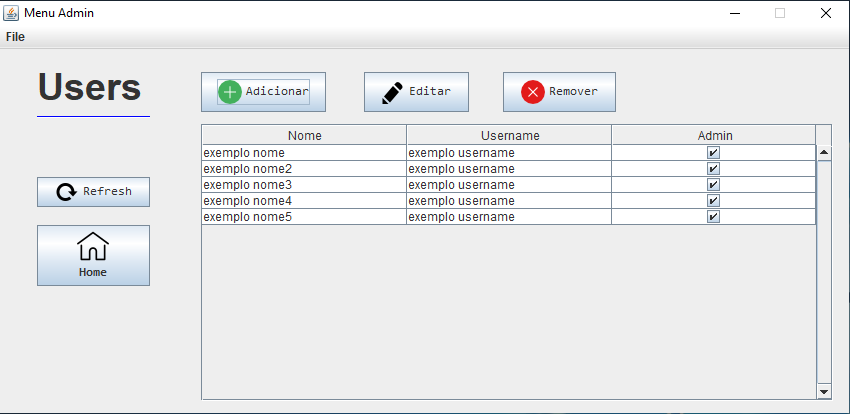 Menu Admin
File
Users
Adicionar Editar Remover
Refresh
Home
Nome Username Admin
exemplo nome exemplo username
exemplo nome2 exemplo username
exemplo nome3 exemplo username
exemplo nome4 exemplo username
exemplo nome5 exemplo username